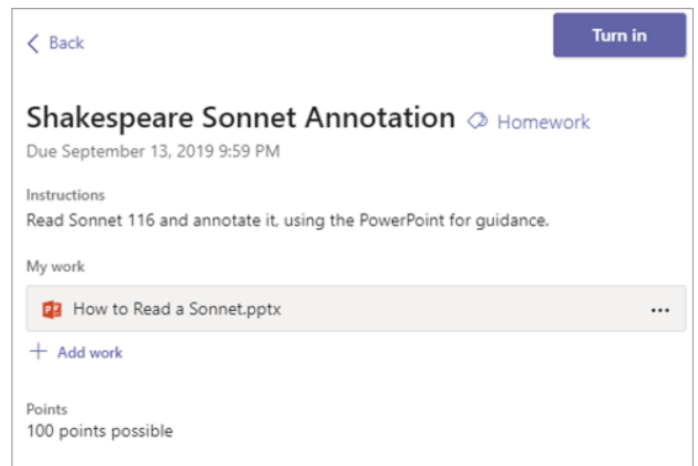 Back
Turn in
Shakespeare Sonnet Annotation Homework
Due September 13, 2019 9:59 PM
Instructions
Read Sonnet 116 and annotate it, using the PowerPoint for guidance.
My work
How to Read a Sonnet.pptx
Add work
Points
100 points possible